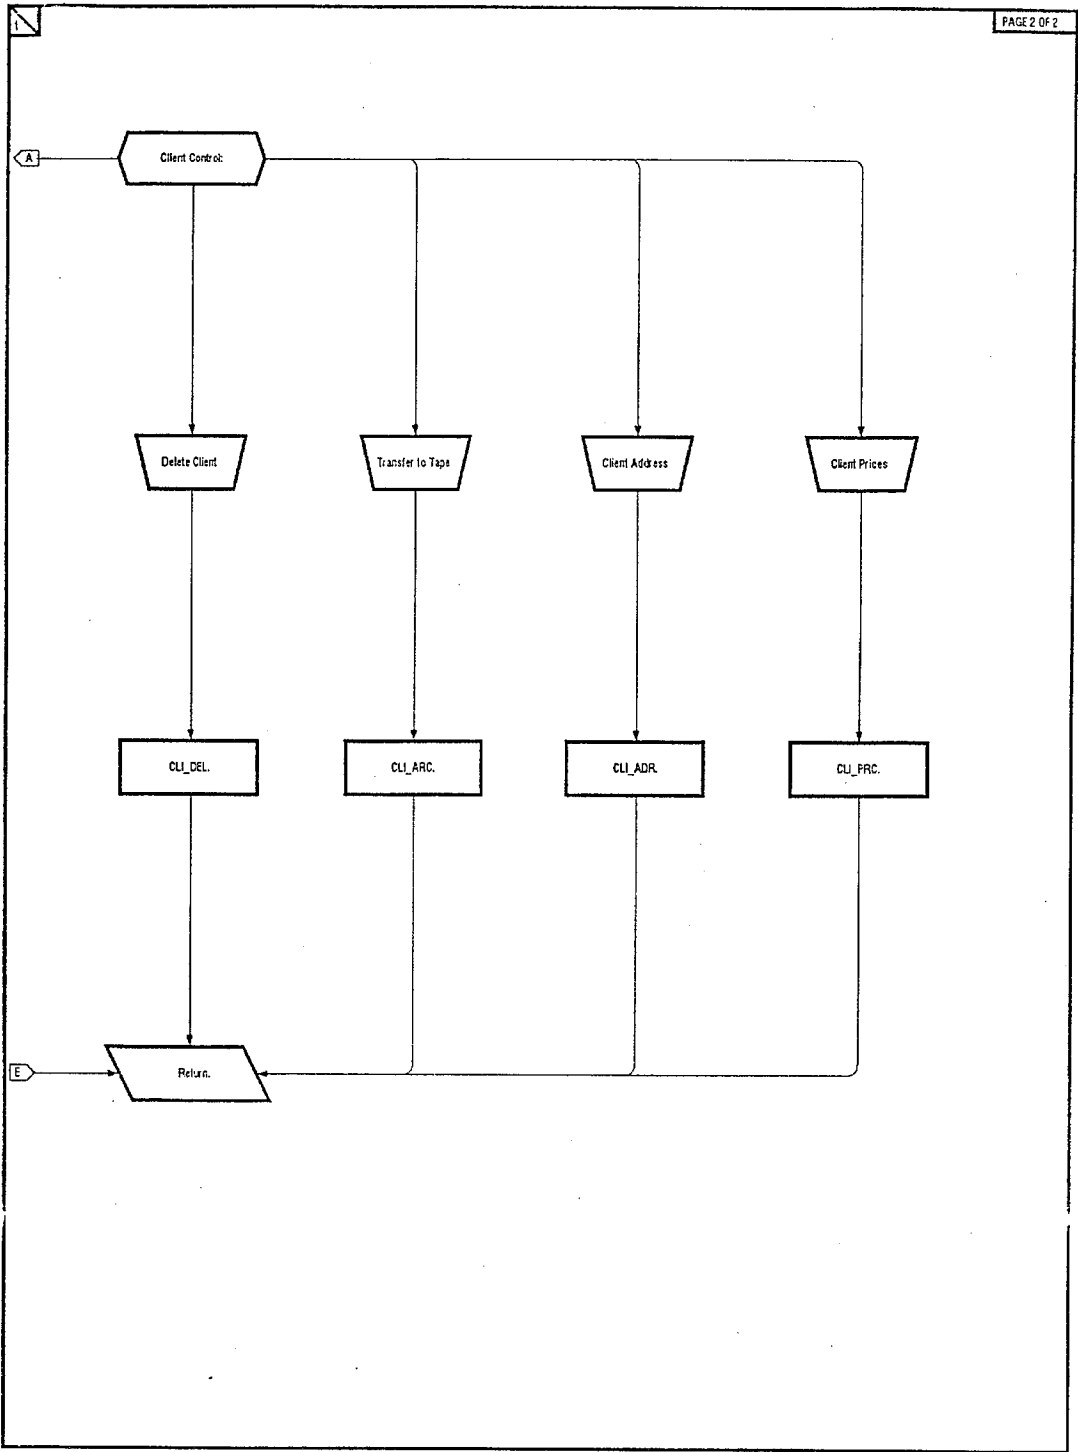 1
PAGE 2 OF 2
A
Client Control:
Delete Client
Transfer to Tape
Client Address
Client Prices
CLI_DEL.
CLI_ARC.
CLI_ADR.
CLI_PRC.
E
Return.